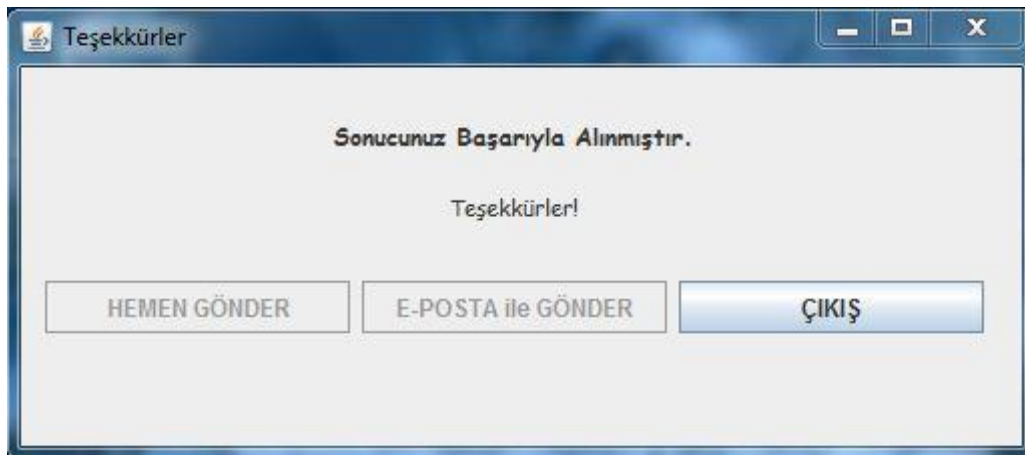 Teşekkürler
Sonucunuz Başarıyla Alınmıştır.
Teşekkürler!
HEMEN GÖNDER
E-POSTA ile GÖNDER
ÇIKIŞ